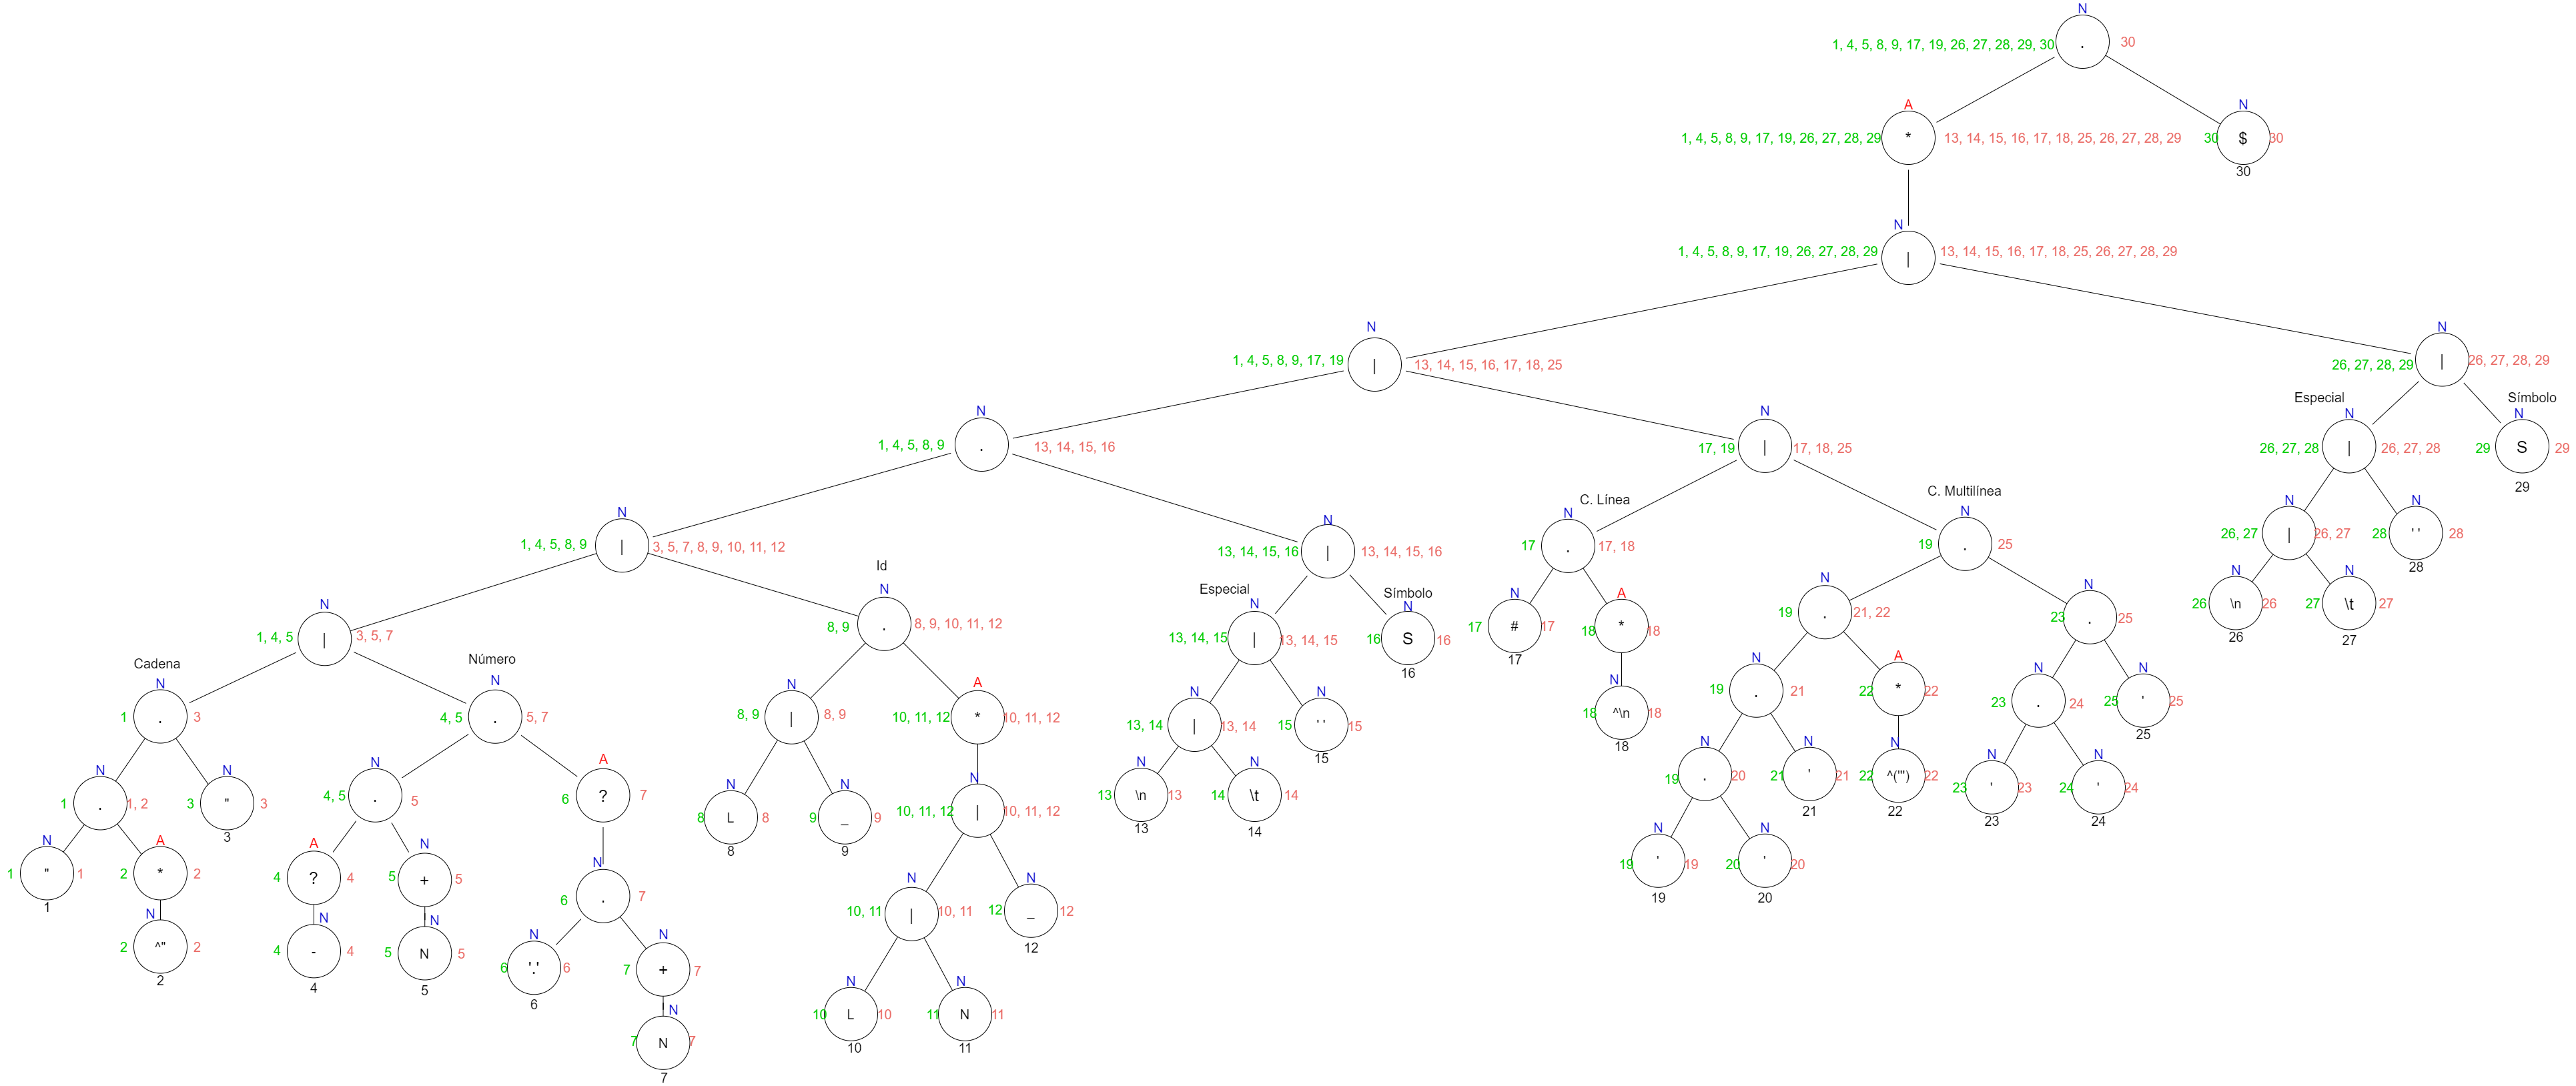 N
1, 4, 5, 8, 9, 17, 19, 26, 27, 28, 29, 30 . 30
A N
1, 4, 5, 8, 9, 17, 19, 26, 27, 28, 29 * 13, 14, 15, 16, 17, 18, 25, 26, 27, 28, 29 30 $ 30
30
N
1, 4, 5, 8, 9, 17, 19, 26, 27, 28, 29 | 13, 14, 15, 16, 17, 18, 25, 26, 27, 28, 29
N N
1, 4, 5, 8, 9, 17, 19 | 13, 14, 15, 16, 17, 18, 25 26, 27, 28, 29 | 26, 27, 28, 29
Especial Símbolo
N N N N
1, 4, 5, 8, 9 . 13, 14, 15, 16 17, 19 | 17, 18, 25 26, 27, 28 | 26, 27, 28 29 S 29
29
C. Línea C. Multilínea
N N N N N N
1, 4, 5, 8, 9 | 3, 5, 7, 8, 9, 10, 11, 12 13, 14, 15, 16 | 13, 14, 15, 16 17 . 17, 18 19 . 25 26, 27 | 26, 27 28 ' ' 28
28
Id Especial Símbolo
N N N N N A N N N N
1, 4, 5 | 3, 5, 7 8, 9 . 8, 9, 10, 11, 12 13, 14, 15 | 13, 14, 15 16 S 16 17 # 17 18 * 18 19 . 21, 22 23 . 25 26 \n 26 27 \t 27
16 17 26 27
Cadena Número
N N N A N N N N A N N
1 . 3 4, 5 . 5, 7 8, 9 | 8, 9 10, 11, 12 * 10, 11, 12 13, 14 | 13, 14 15 ' ' 15 18 ^\n 18 19 . 21 22 * 22 23 . 24 25 ' 25
15 18 25
N N N A N N N N N N N N N N N
1 . 1, 2 3 " 3 4, 5 . 5 6 ? 7 8 L 8 9 _ 9 10, 11, 12 | 10, 11, 12 13 \n 13 14 \t 14 19 . 20 21 ' 21 22 ^(''') 22 23 ' 23 24 ' 24
3 8 9 13 14 21 22 23 24
N A A N N N N N N
1 " 1 2 * 2 4 ? 4 5 + 5 6 . 7 10, 11 | 10, 11 12 _ 12 19 ' 19 20 ' 20
1 12 19 20
N N N N N N N
2 ^" 2 4 - 4 5 N 5 6 '.' 6 7 + 7 10 L 10 11 N 11
2 4 5 6 10 11
N
7 N 7
7